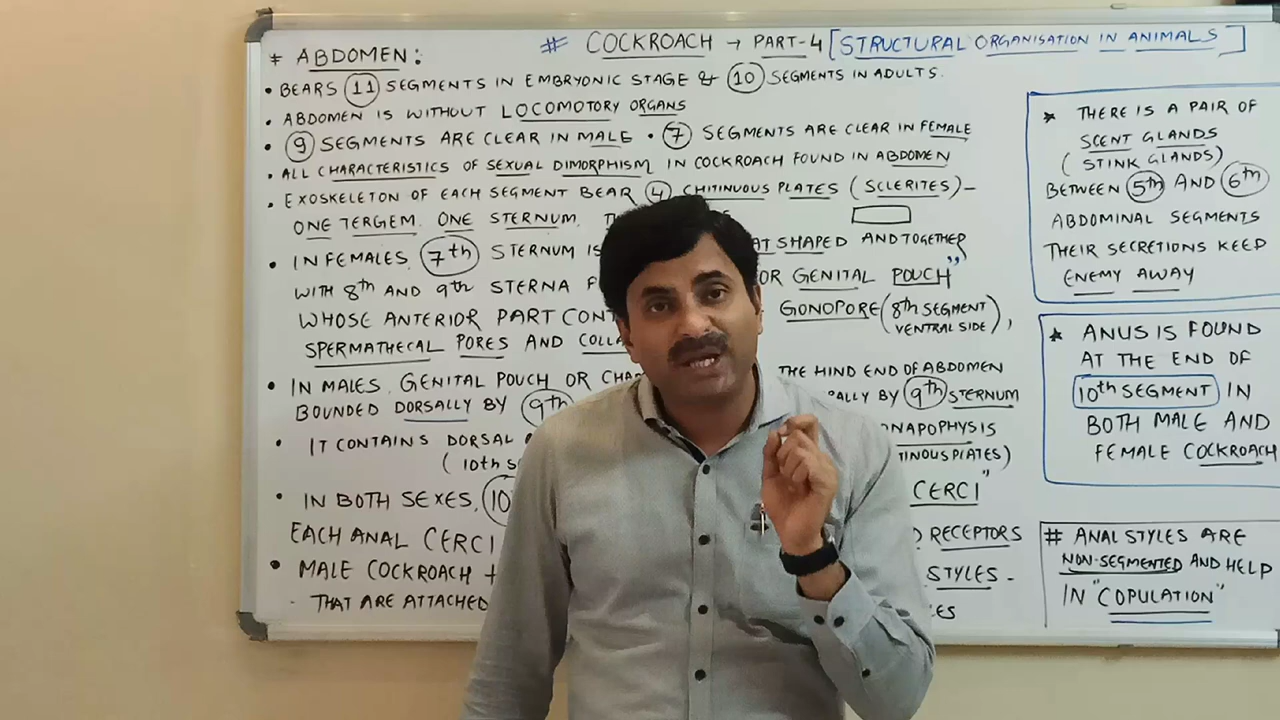 # COCKROACH → PART-4 [STRUCTURAL ORGANISATION IN ANIMALS]
* ABDOMEN:
• BEARS 11 SEGMENTS IN EMBRYONIC STAGE & 10 SEGMENTS IN ADULTS.
• ABDOMEN IS WITHOUT LOCOMOTORY ORGANS
• 9 SEGMENTS ARE CLEAR IN MALE • 7 SEGMENTS ARE CLEAR IN FEMALE
• ALL CHARACTERISTICS OF SEXUAL DIMORPHISM IN COCKROACH FOUND IN ABDOMEN
• EXOSKELETON OF EACH SEGMENT BEAR 4 CHITINUOUS PLATES (SCLERITES)-
ONE TERGEM, ONE STERNUM,
• IN FEMALES, 7th STERNUM IS AT SHAPED AND TOGETHER
WITH 8th AND 9th STERNA OR GENITAL POUCH"
WHOSE ANTERIOR PART GONOPORE (8th SEGMENT VENTRAL SIDE),
SPERMATHECAL PORES AND
• IN MALES, GENITAL POUCH OR THE HIND END OF ABDOMEN
BOUNDED DORSALLY BY 9th BY 9th STERNUM
• IT CONTAINS DORSAL
(10th
• IN BOTH SEXES, 10 CERCI"
EACH ANAL CERCI RECEPTORS
• MALE COCKROACH STYLES -
THAT ARE ATTACHED
* THERE IS A PAIR OF
SCENT GLANDS
(STINK GLANDS)
BETWEEN 5th AND 6th
ABDOMINAL SEGMENTS
THEIR SECRETIONS KEEP
ENEMY AWAY
* ANUS IS FOUND
AT THE END OF
10th SEGMENT IN
BOTH MALE AND
FEMALE COCKROACH
# ANAL STYLES ARE
NON-SEGMENTED AND HELP
IN "COPULATION"